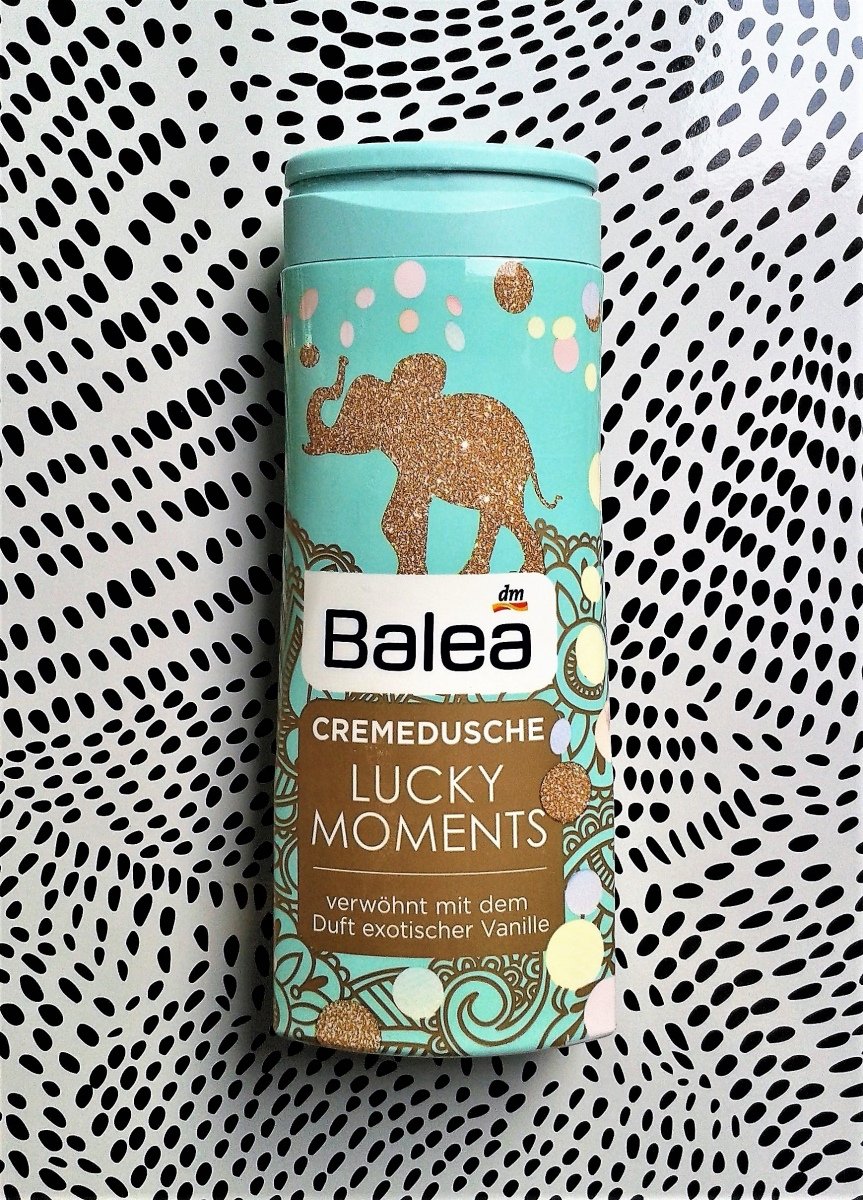 dm
Balea
CREMEDUSCHE
LUCKY
MOMENTS
verwöhnt mit dem
Duft exotischer Vanille